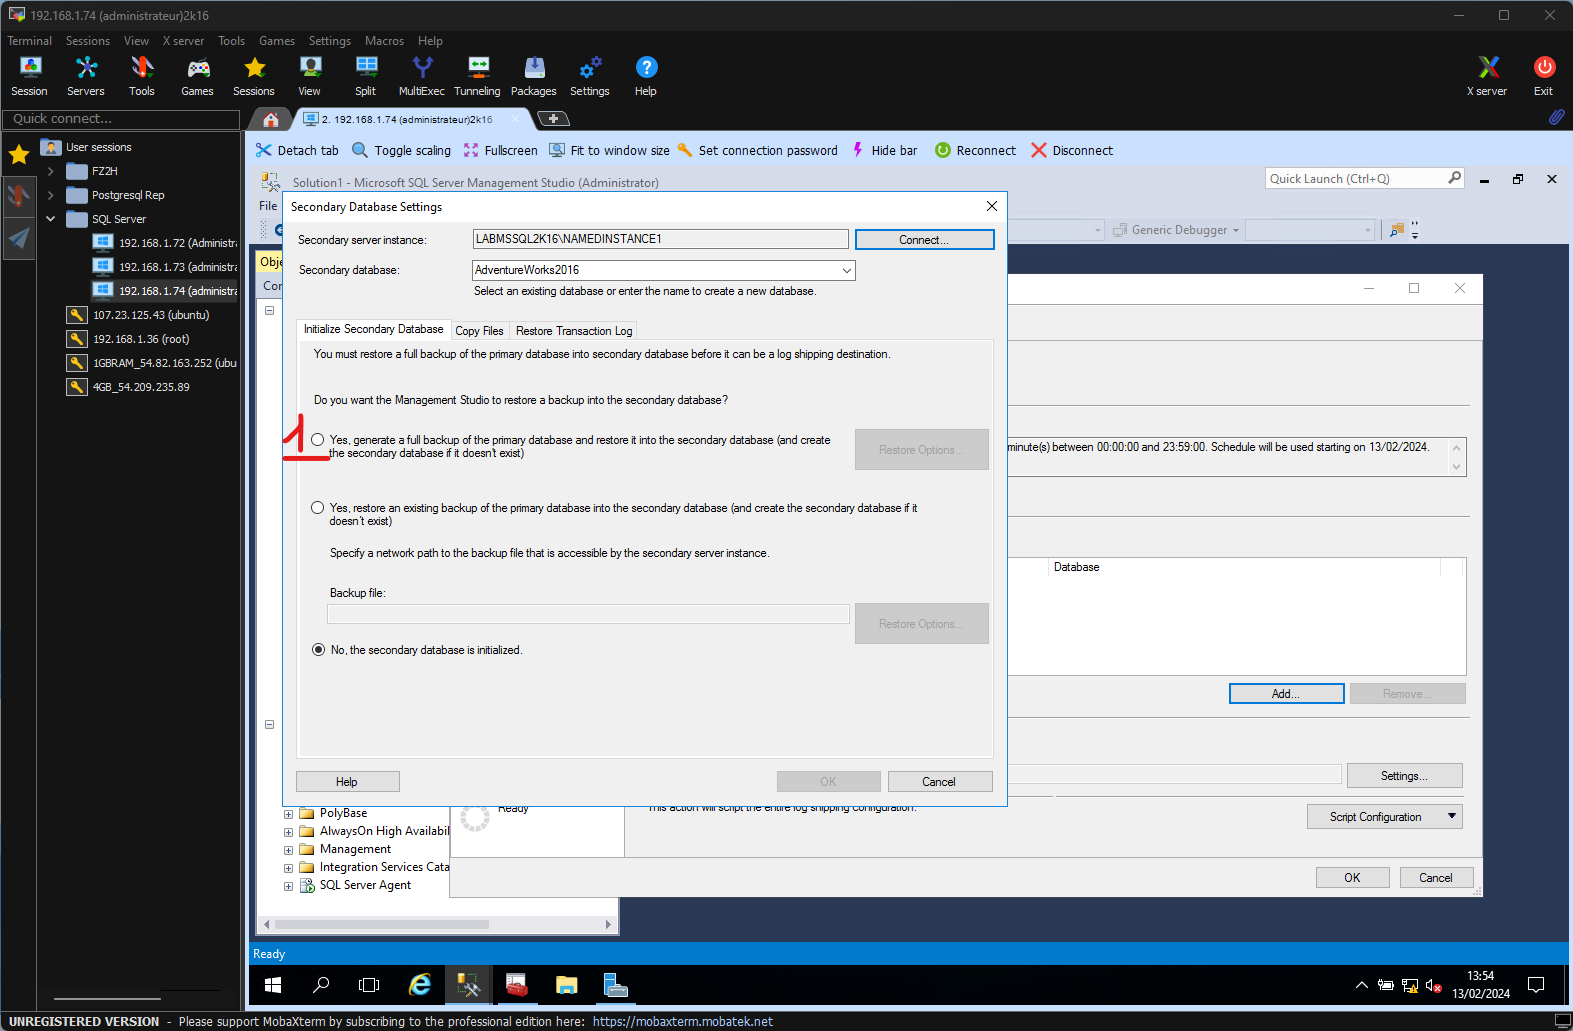 192.168.1.74 (administrateur)2k16
Terminal Sessions View X server Tools Games Settings Macros Help
Session Servers Tools Games Sessions View Split MultiExec Tunneling Packages Settings Help X server Exit
Quick connect...
2. 192.168.1.74 (administrateur)2k16
Detach tab Toggle scaling Fullscreen Fit to window size Set connection password Hide bar Reconnect Disconnect
User sessions
FZ2H
Postgresql Rep
SQL Server
192.168.1.72 (Administra
192.168.1.73 (administra
192.168.1.74 (administra
107.23.125.43 (ubuntu)
192.168.1.36 (root)
1GBRAM_54.82.163.252 (ubu
4GB_54.209.235.89
Solution1 - Microsoft SQL Server Management Studio (Administrator)
Quick Launch (Ctrl+Q)
File
Generic Debugger
Obje
Con
Secondary Database Settings
Secondary server instance: LABMSSQL2K16\NAMEDINSTANCE1 Connect...
Secondary database: AdventureWorks2016
Select an existing database or enter the name to create a new database.
Initialize Secondary Database Copy Files Restore Transaction Log
You must restore a full backup of the primary database into secondary database before it can be a log shipping destination.
Do you want the Management Studio to restore a backup into the secondary database?
1
Yes, generate a full backup of the primary database and restore it into the secondary database (and create
the secondary database if it doesn't exist)
Restore Options...
Yes, restore an existing backup of the primary database into the secondary database (and create the secondary database if it
doesn't exist)
Specify a network path to the backup file that is accessible by the secondary server instance.
Backup file:
Restore Options...
No, the secondary database is initialized.
Help OK Cancel
minute(s) between 00:00:00 and 23:59:00. Schedule will be used starting on 13/02/2024.
Database
Add... Remove...
Settings...
Ready
This action will script the entire log shipping configuration.
Script Configuration
OK Cancel
PolyBase
AlwaysOn High Availabil
Management
Integration Services Cata
SQL Server Agent
Ready
13:54
13/02/2024
UNREGISTERED VERSION - Please support MobaXterm by subscribing to the professional edition here: https://mobaxterm.mobatek.net